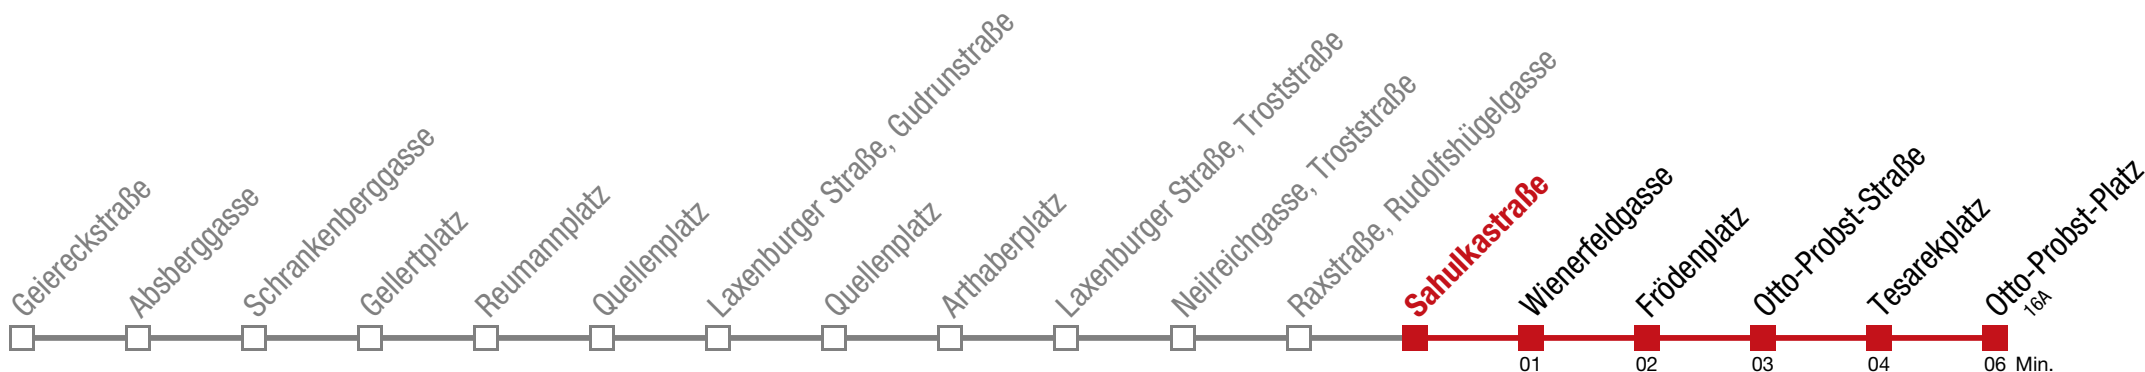 Geiereckstraße
Absberggasse
Schrankenberggasse
Gellertplatz
Reumannplatz
Quellenplatz
Laxenburger Straße, Gudrunstraße
Quellenplatz
Arthaberplatz
Laxenburger Straße, Troststraße
Neilreichgasse, Troststraße
Raxstraße, Rudolfshügelgasse
Sahulkastraße
Wienerfeldgasse
Frödenplatz
Otto-Probst-Straße
Tesarekplatz
Otto-Probst-Platz
16A
01 02 03 04 06 Min.